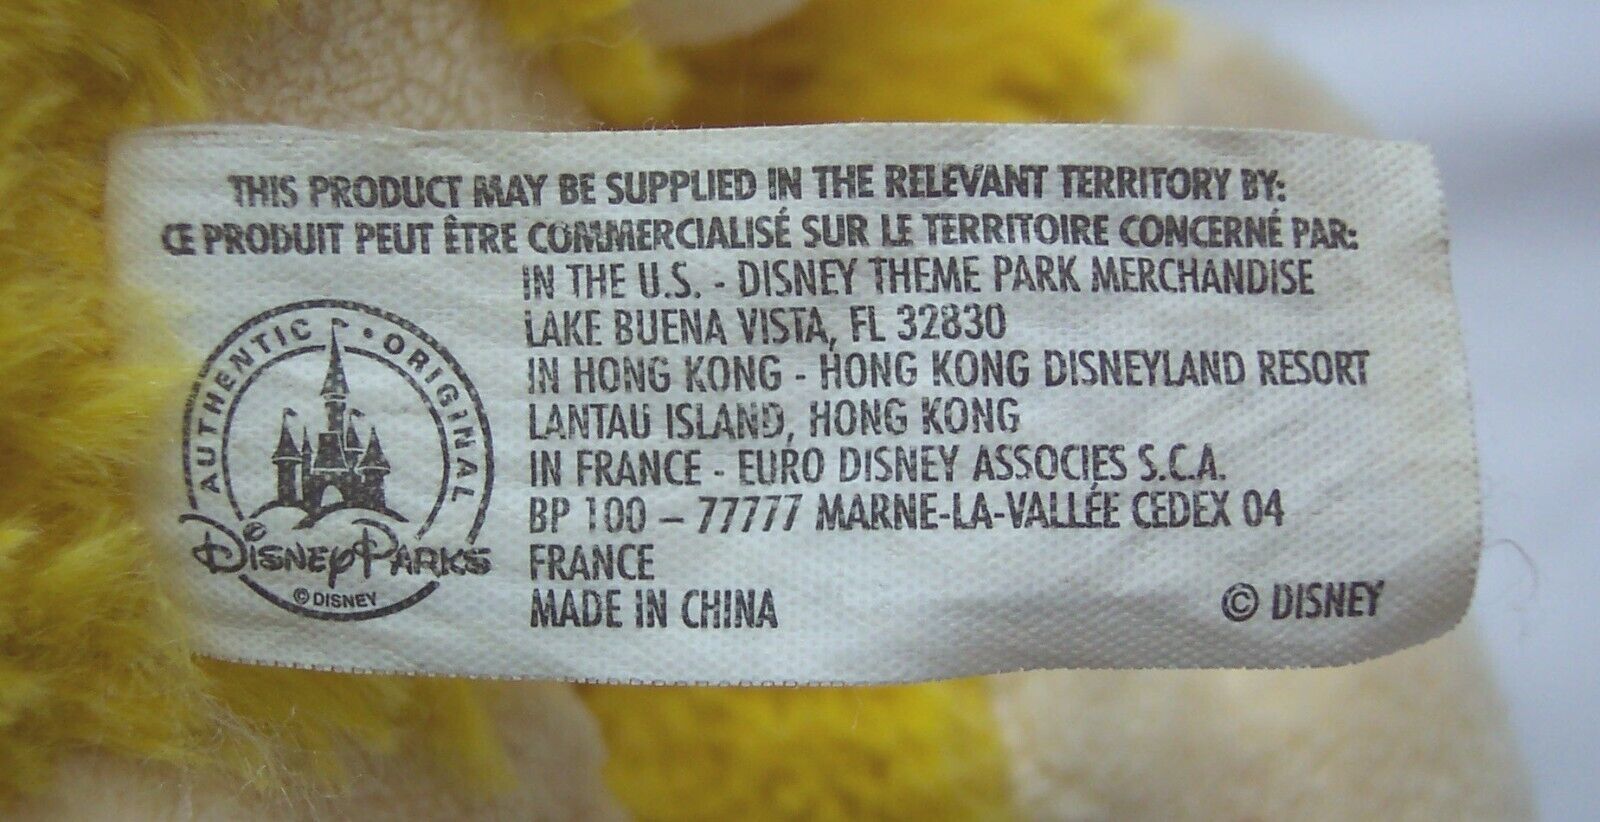 THIS PRODUCT MAY BE SUPPLIED IN THE RELEVANT TERRITORY BY:
CE PRODUIT PEUT ÊTRE COMMERCIALISÉ SUR LE TERRITOIRE CONCERNÉ PAR:
IN THE U.S. - DISNEY THEME PARK MERCHANDISE
LAKE BUENA VISTA, FL 32830
IN HONG KONG - HONG KONG DISNEYLAND RESORT
LANTAU ISLAND, HONG KONG
IN FRANCE - EURO DISNEY ASSOCIES S.C.A.
BP 100 – 77777 MARNE-LA-VALLÉE CEDEX 04
FRANCE
MADE IN CHINA
© DISNEY
AUTHENTIC • ORIGINAL
DISNEY PARKS
© DISNEY